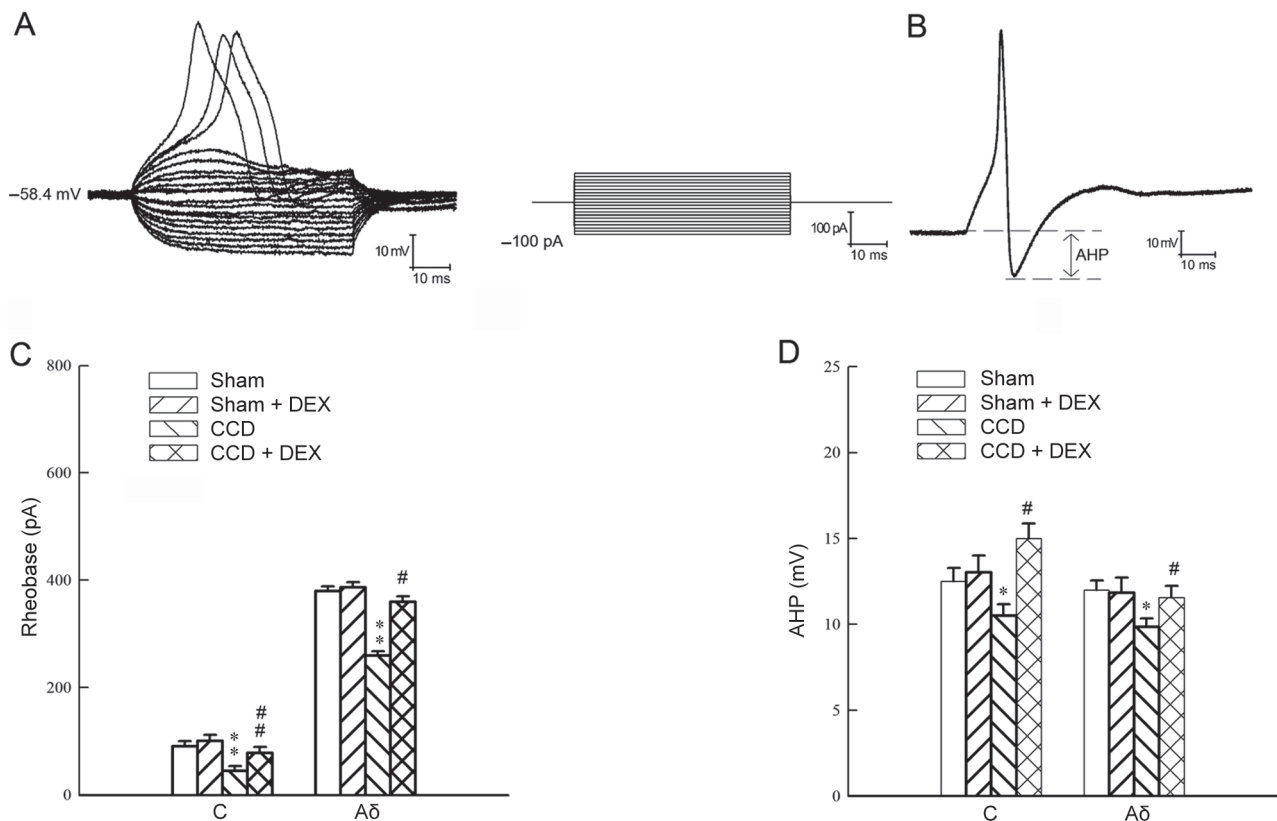 A
–58.4 mV
10 mV
10 ms
–100 pA
100 pA
10 ms
B
AHP
10 mV
10 ms
C
Rheobase (pA)
800
600
400
200
0
Sham
Sham + DEX
CCD
CCD + DEX
*
*
#
#
*
*
#
C
Aδ
D
AHP (mV)
25
20
15
10
5
0
Sham
Sham + DEX
CCD
CCD + DEX
*
#
*
#
C
Aδ